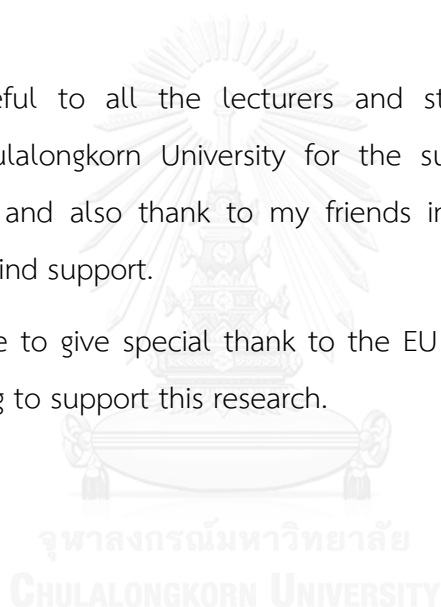 eful to all the lecturers and st
ulalongkorn University for the su
and also thank to my friends in
ind support.
e to give special thank to the EU
g to support this research.
จุฬาลงกรณ์มหาวิทยาลัย
CHULALONGKORN UNIVERSITY